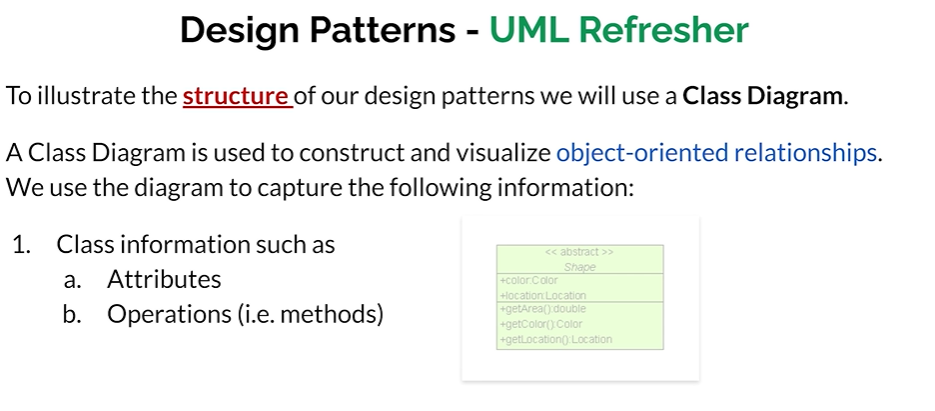 Design Patterns - UML Refresher
To illustrate the structure of our design patterns we will use a Class Diagram.
A Class Diagram is used to construct and visualize object-oriented relationships.
We use the diagram to capture the following information:
1. Class information such as
a. Attributes
b. Operations (i.e. methods)
<< abstract >>
Shape
+color:Color
+location:Location
+getArea():double
+getColor():Color
+getLocation():Location